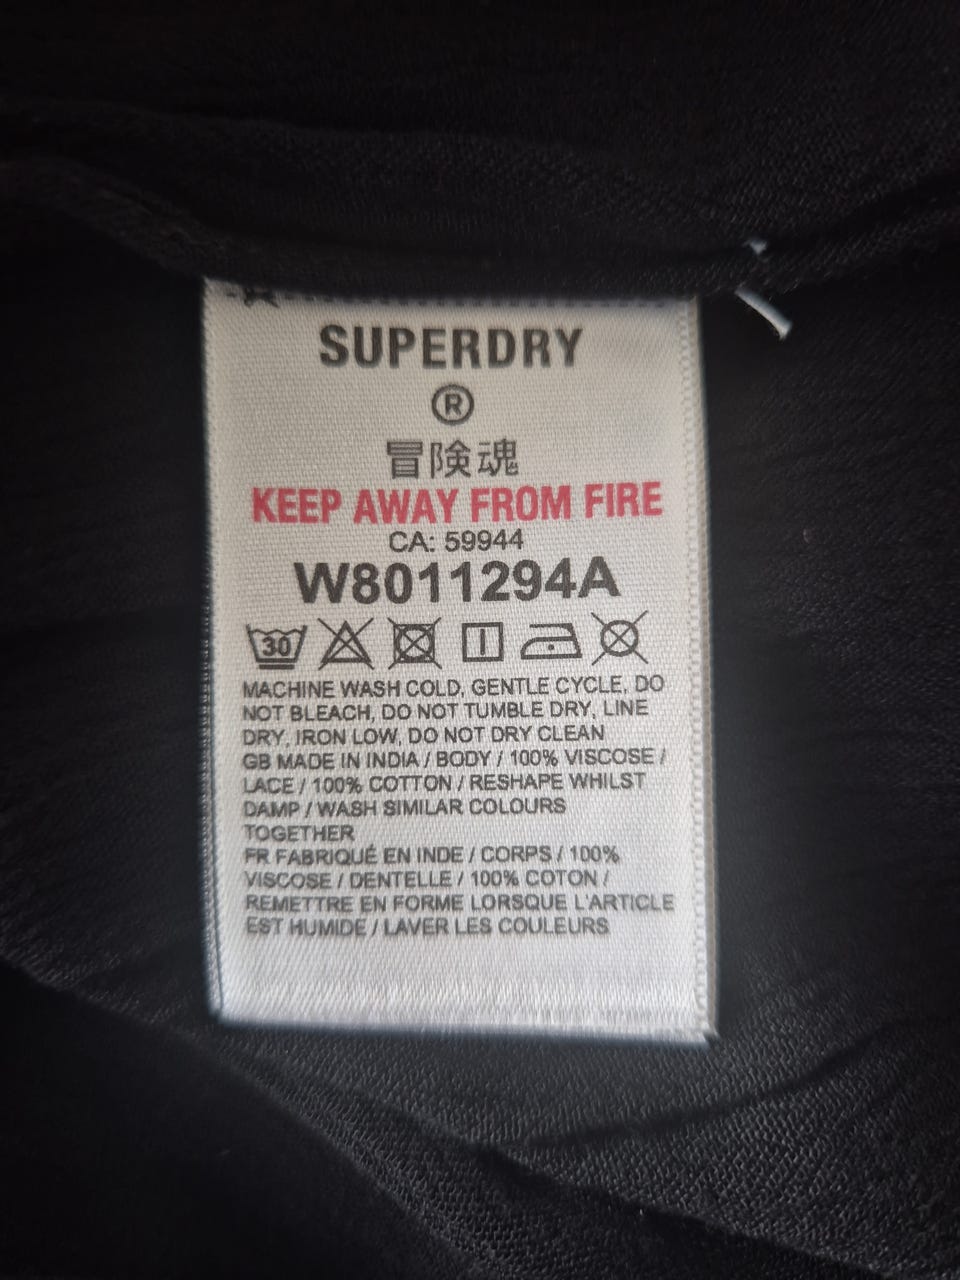 SUPERDRY
®
冒険魂
KEEP AWAY FROM FIRE
CA: 59944
W8011294A
30
MACHINE WASH COLD, GENTLE CYCLE, DO
NOT BLEACH, DO NOT TUMBLE DRY, LINE
DRY, IRON LOW, DO NOT DRY CLEAN
GB MADE IN INDIA / BODY / 100% VISCOSE /
LACE / 100% COTTON / RESHAPE WHILST
DAMP / WASH SIMILAR COLOURS
TOGETHER
FR FABRIQUÉ EN INDE / CORPS / 100%
VISCOSE / DENTELLE / 100% COTON /
REMETTRE EN FORME LORSQUE L'ARTICLE
EST HUMIDE / LAVER LES COULEURS